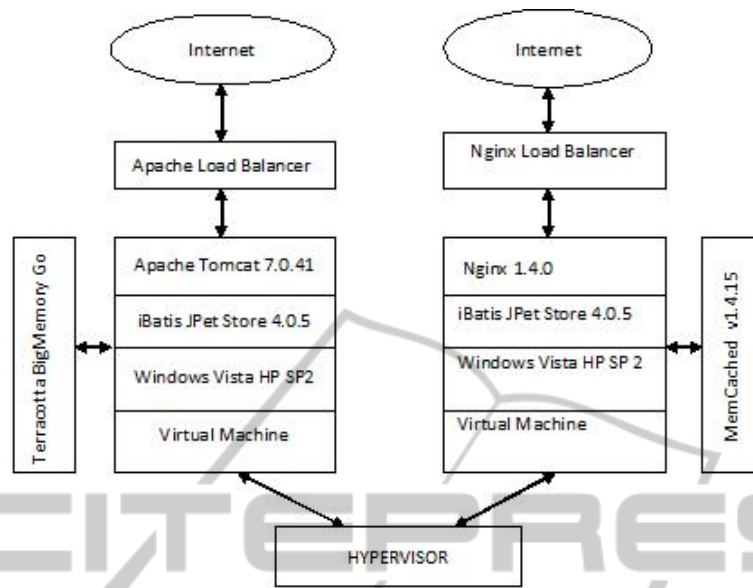 Internet
Apache Load Balancer
Terracotta BigMemory Go
Apache Tomcat 7.0.41
iBatis JPet Store 4.0.5
Windows Vista HP SP2
Virtual Machine
Internet
Nginx Load Balancer
Nginx 1.4.0
iBatis JPet Store 4.0.5
Windows Vista HP SP 2
Virtual Machine
MemCached v1.4.15
HYPERVISOR
CITEPRES